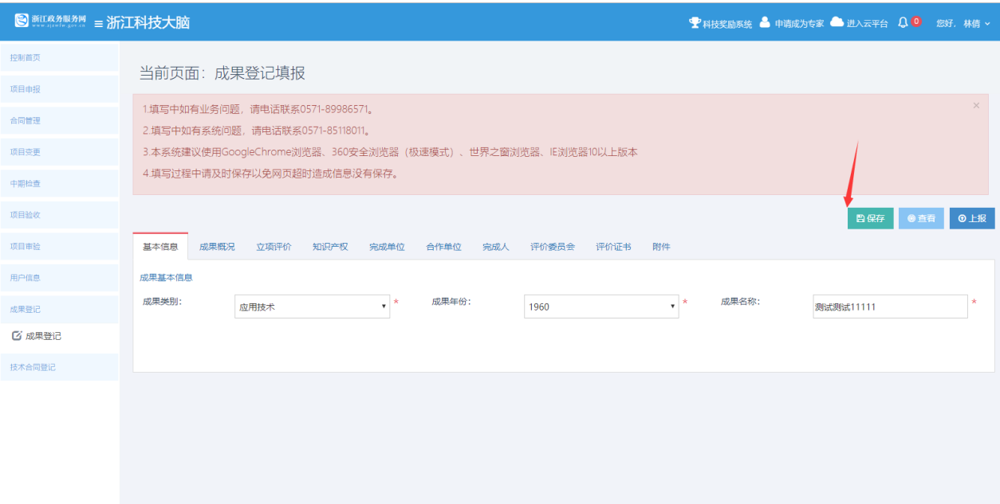 浙江政务服务网
www.zjzwfw.gov.cn
浙江科技大脑
科技奖励系统 申请成为专家 进入云平台 0 您好, 林倩
控制首页
项目申报
合同管理
项目变更
中期检查
项目验收
项目审验
用户信息
成果登记
成果登记
技术合同登记
当前页面：成果登记填报
1.填写中如有业务问题，请电话联系0571-89986571。
2.填写中如有系统问题，请电话联系0571-85118011。
3.本系统建议使用GoogleChrome浏览器、360安全浏览器（极速模式）、世界之窗浏览器、IE浏览器10以上版本
4.填写过程中请及时保存以免网页超时造成信息没有保存。
保存 查看 上报
基本信息 成果概况 立项评价 知识产权 完成单位 合作单位 完成人 评价委员会 评价证书 附件
成果基本信息
成果类别： 应用技术 * 成果年份： 1960 * 成果名称： 测试测试11111 *